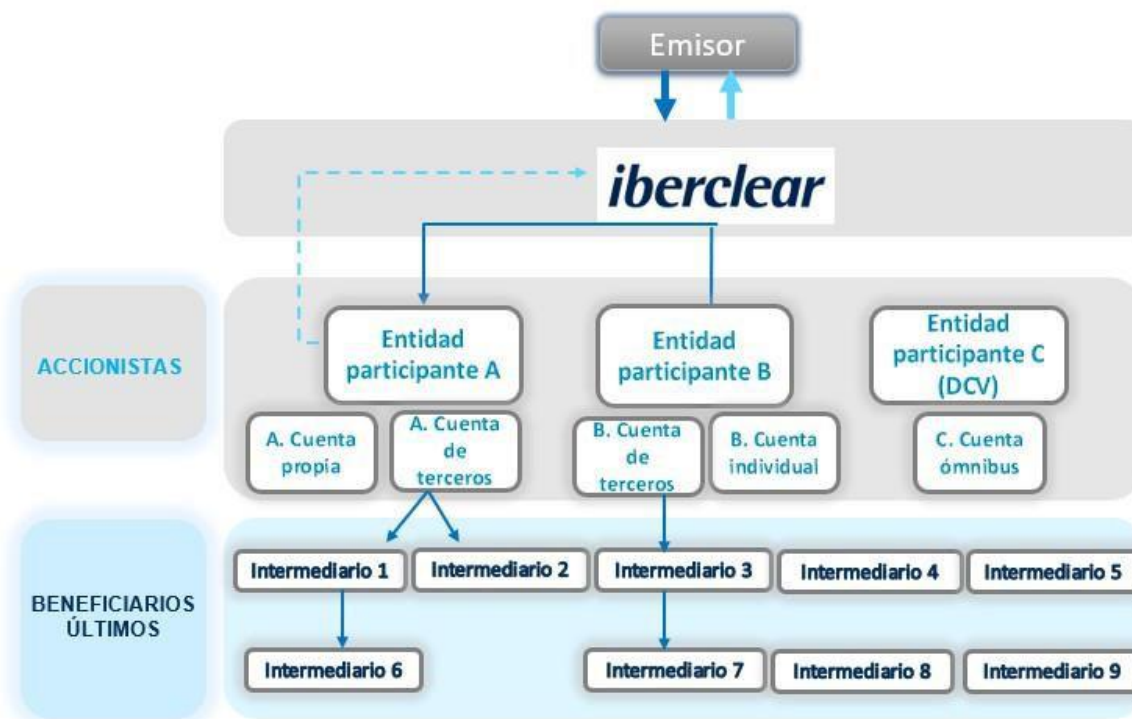 Emisor
iberclear
ACCIONISTAS
Entidad
participante A
Entidad
participante B
Entidad
participante C
(DCV)
A. Cuenta
propia
A. Cuenta
de
terceros
B. Cuenta
de
terceros
B. Cuenta
individual
C. Cuenta
ómnibus
BENEFICIARIOS
ÚLTIMOS
Intermediario 1
Intermediario 2
Intermediario 3
Intermediario 4
Intermediario 5
Intermediario 6
Intermediario 7
Intermediario 8
Intermediario 9